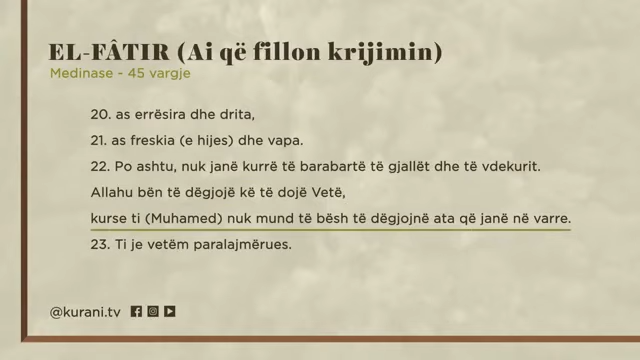 EL-FÂTIR (Ai që fillon krijimin)
Medinase - 45 vargje
20. as errësira dhe drita,
21. as freskia (e hijes) dhe vapa.
22. Po ashtu, nuk janë kurrë të barabartë të gjallët dhe të vdekurit.
Allahu bën të dëgjojë kë të dojë Vetë,
kurse ti (Muhamed) nuk mund të bësh të dëgjojnë ata që janë në varre.
23. Ti je vetëm paralajmërues.
@kurani.tv